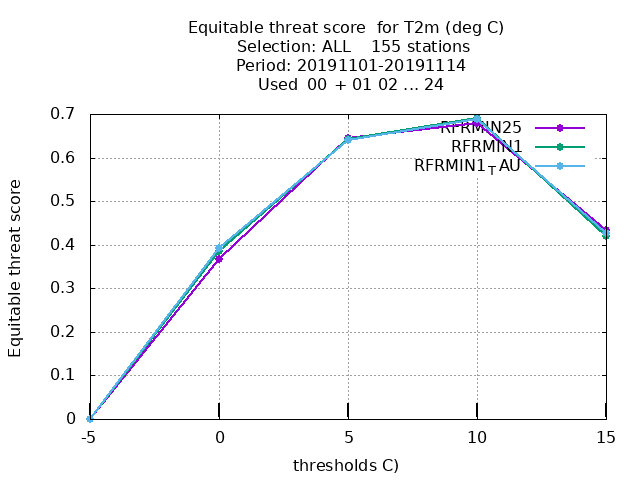 Equitable threat score for T2m (deg C)
Selection: ALL 155 stations
Period: 20191101-20191114
Used 00 + 01 02 ... 24
Equitable threat score
0.7
0.6
0.5
0.4
0.3
0.2
0.1
0
RFRMIN25
RFRMIN1
RFRMIN1TAU
-5 0 5 10 15
thresholds C)